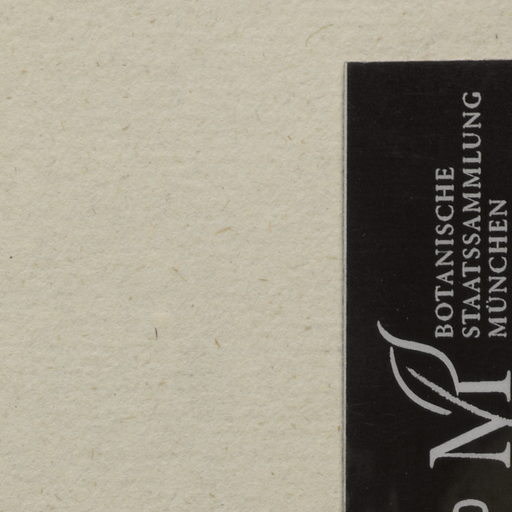 BOTANISCHE
STAATSSAMMLUNG
MÜNCHEN
M